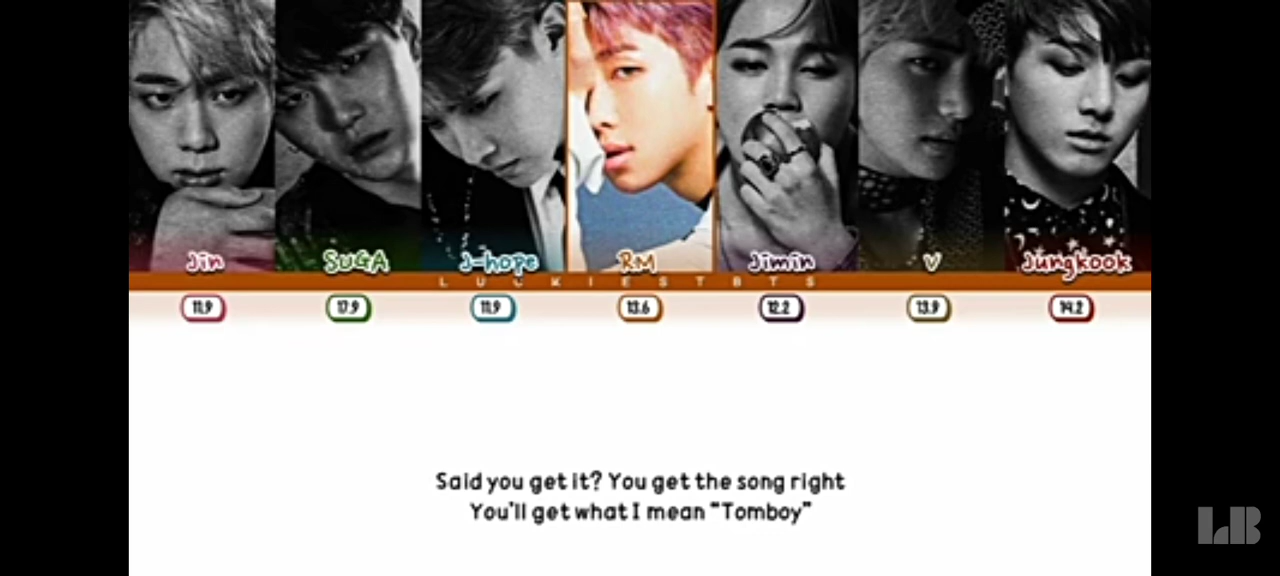 Jin SUGA J-hope RM Jimin V Jungkook
LUCKIESTBTS
11.9 17.9 11.9 13.6 12.2 13.9 14.2
Said you get it? You get the song right
You'll get what I mean "Tomboy"
LB